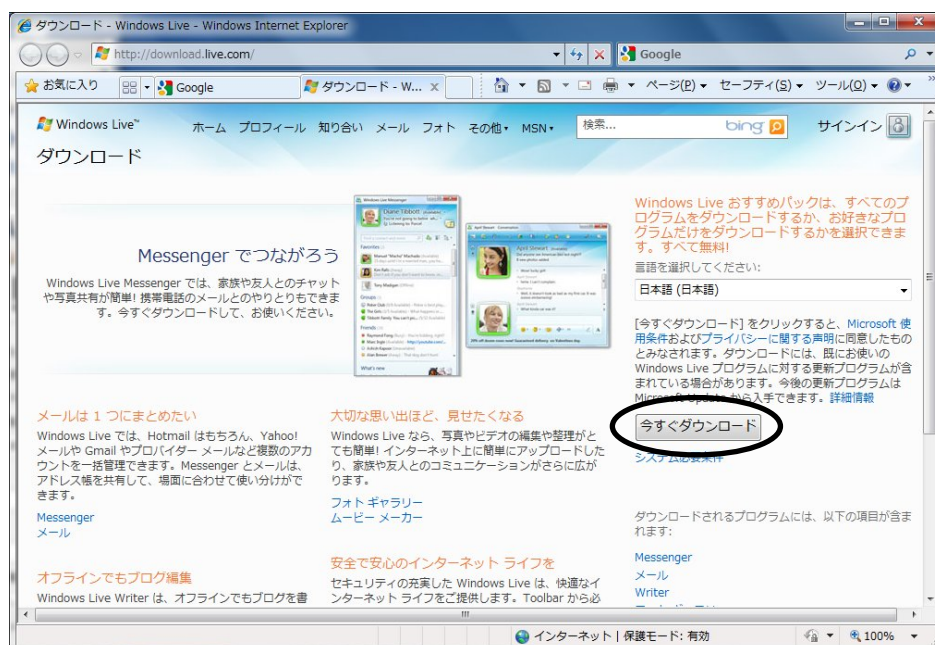 ダウンロード - Windows Live - Windows Internet Explorer
http://download.live.com/
Google
お気に入り
Google
ダウンロード - W...
ページ(P)
セーフティ(S)
ツール(O)
Windows Live™
ホーム プロフィール 知り合い メール フォト その他 MSN
検索...
bing
サインイン
ダウンロード
Messenger でつながろう
Windows Live Messenger では、家族や友人とのチャット
や写真共有が簡単! 携帯電話のメールとのやりとりもできま
す。今すぐダウンロードして、お使いください。
Windows Live Messenger
Diane Tibbott
Favorites
Groups
Friends
What's new
April Stewart
Windows Live おすすめパックは、すべてのプ
ログラムをダウンロードするか、お好きなプロ
グラムだけをダウンロードするかを選択できま
す。すべて無料!
言語を選択してください:
日本語 (日本語)
[今すぐダウンロード] をクリックすると、Microsoft 使
用条件およびプライバシーに関する声明に同意したもの
とみなされます。ダウンロードには、既にお使いの
Windows Live プログラムに対する更新プログラムが含
まれている場合があります。今後の更新プログラムは
Microsoft Update から入手できます。詳細情報
今すぐダウンロード
システム必要条件
ダウンロードされるプログラムには、以下の項目が含ま
れます:
Messenger
メール
Writer
メールは 1 つにまとめたい
Windows Live では、Hotmail はもちろん、Yahoo!
メールや Gmail やプロバイダー メールなど複数のアカ
ウントを一括管理できます。Messenger とメールは、
アドレス帳を共有して、場面に合わせて使い分けがで
きます。
Messenger
メール
大切な思い出ほど、見せたくなる
Windows Live なら、写真やビデオの編集や整理がと
ても簡単! インターネット上に簡単にアップロードした
り、家族や友人とのコミュニケーションがさらに広が
ります。
フォト ギャラリー
ムービー メーカー
オフラインでもブログ編集
Windows Live Writer は、オフラインでもブログを書
安全で安心のインターネット ライフを
セキュリティの充実した Windows Live は、快適なイ
ンターネット ライフをご提供します。Toolbar から必
インターネット | 保護モード: 有効
100%